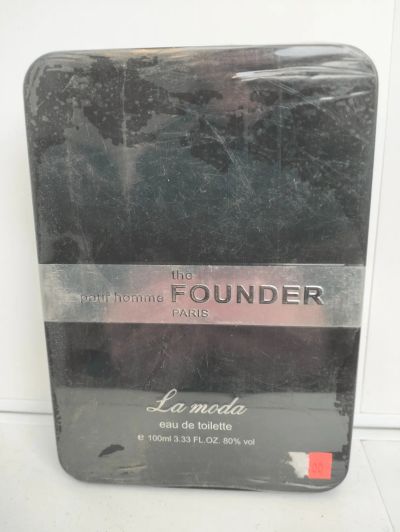 the
pour homme FOUNDER
PARIS
La moda
eau de toilette
e 100ml 3.33 FL.OZ. 80% vol